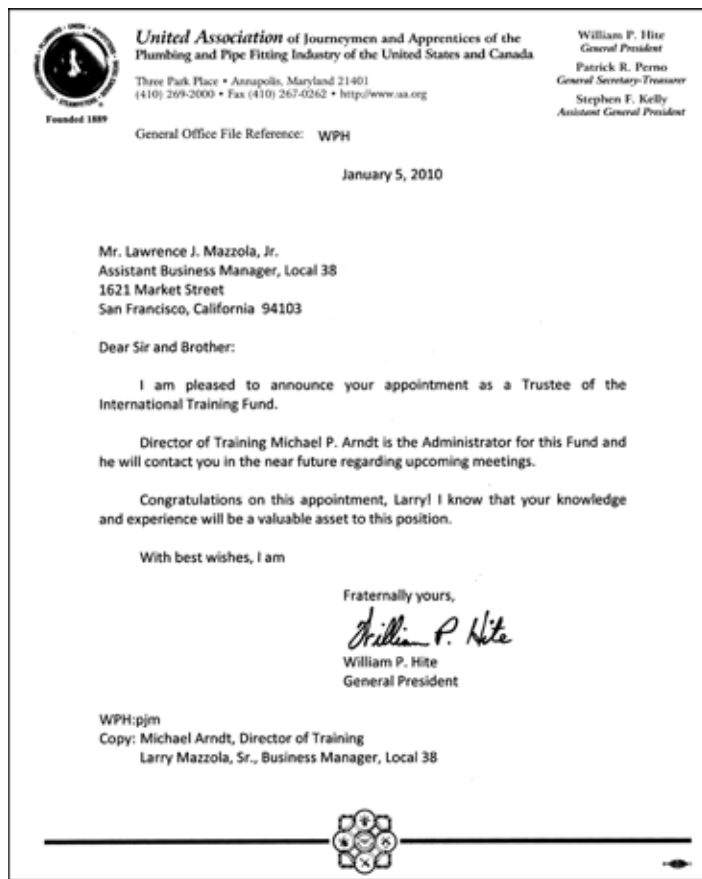 United Association of Journeymen and Apprentices of the
Plumbing and Pipe Fitting Industry of the United States and Canada
Three Park Place • Annapolis, Maryland 21401
(410) 269-2000 • Fax (410) 267-0262 • http://www.ua.org
Founded 1889
General Office File Reference: WPH
William P. Hite
General President
Patrick R. Perno
General Secretary-Treasurer
Stephen F. Kelly
Assistant General President
January 5, 2010
Mr. Lawrence J. Mazzola, Jr.
Assistant Business Manager, Local 38
1621 Market Street
San Francisco, California 94103
Dear Sir and Brother:
I am pleased to announce your appointment as a Trustee of the
International Training Fund.
Director of Training Michael P. Arndt is the Administrator for this Fund and
he will contact you in the near future regarding upcoming meetings.
Congratulations on this appointment, Larry! I know that your knowledge
and experience will be a valuable asset to this position.
With best wishes, I am
Fraternally yours,
William P. Hite
William P. Hite
General President
WPH:pjm
Copy: Michael Arndt, Director of Training
Larry Mazzola, Sr., Business Manager, Local 38